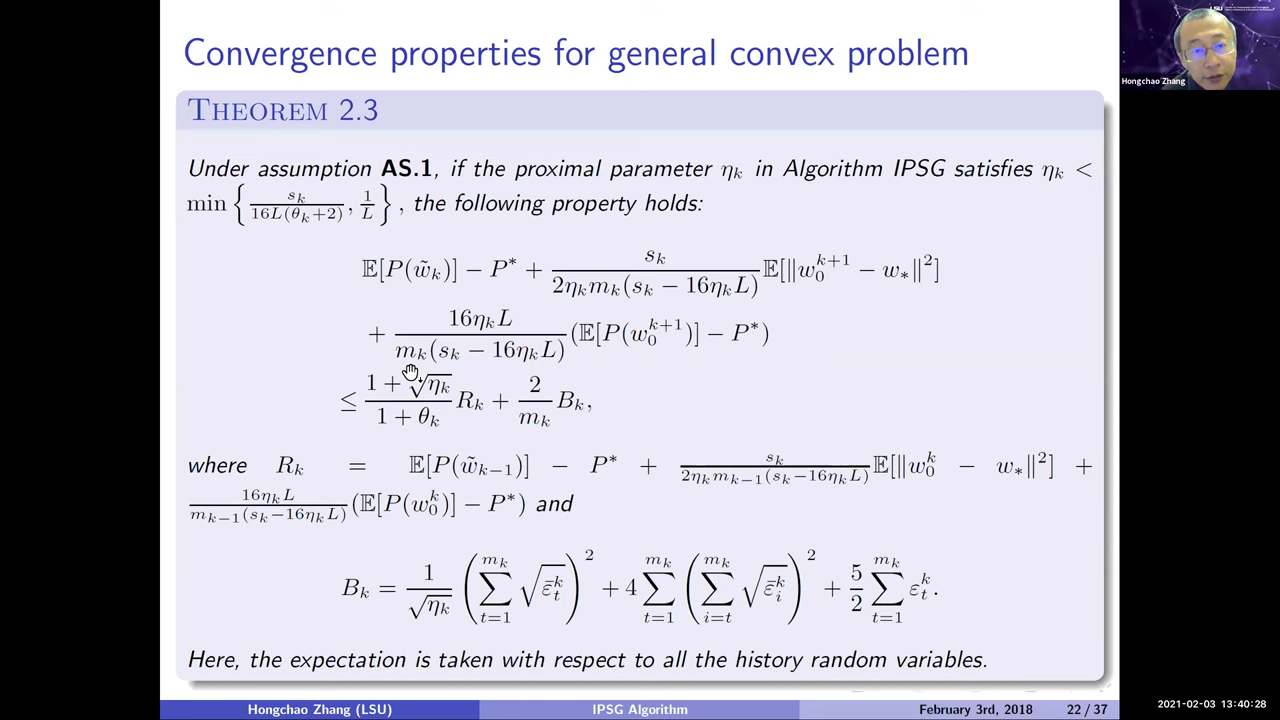 Convergence properties for general convex problem
THEOREM 2.3
Under assumption AS.1, if the proximal parameter η_k in Algorithm IPSG satisfies η_k <
min { s_k / 16L(θ_k+2), 1/L }, the following property holds:
𝔼[P(w̃_k)] − P* + s_k / 2η_k m_k(s_k − 16η_k L) 𝔼[‖w_0^{k+1} − w_*‖²]
+ 16η_k L / m_k(s_k − 16η_k L) (𝔼[P(w_0^{k+1})] − P*)
≤ (1 + √η_k) / (1 + θ_k) R_k + 2/m_k B_k,
where R_k = 𝔼[P(w̃_{k−1})] − P* + s_k / 2η_k m_{k−1}(s_k−16η_k L) 𝔼[‖w_0^k − w_*‖²] +
16η_k L / m_{k−1}(s_k−16η_k L) (𝔼[P(w_0^k)] − P*) and
B_k = 1/√η_k (∑_{t=1}^{m_k} √ε̄_t^k)² + 4 ∑_{t=1}^{m_k} (∑_{i=t}^{m_k} √ε̄_i^k)² + 5/2 ∑_{t=1}^{m_k} ε_t^k.
Here, the expectation is taken with respect to all the history random variables.
Hongchao Zhang (LSU) IPSG Algorithm February 3rd, 2018 22 / 37
LSU
Hongchao Zhang
2021-02-03 13:40:28